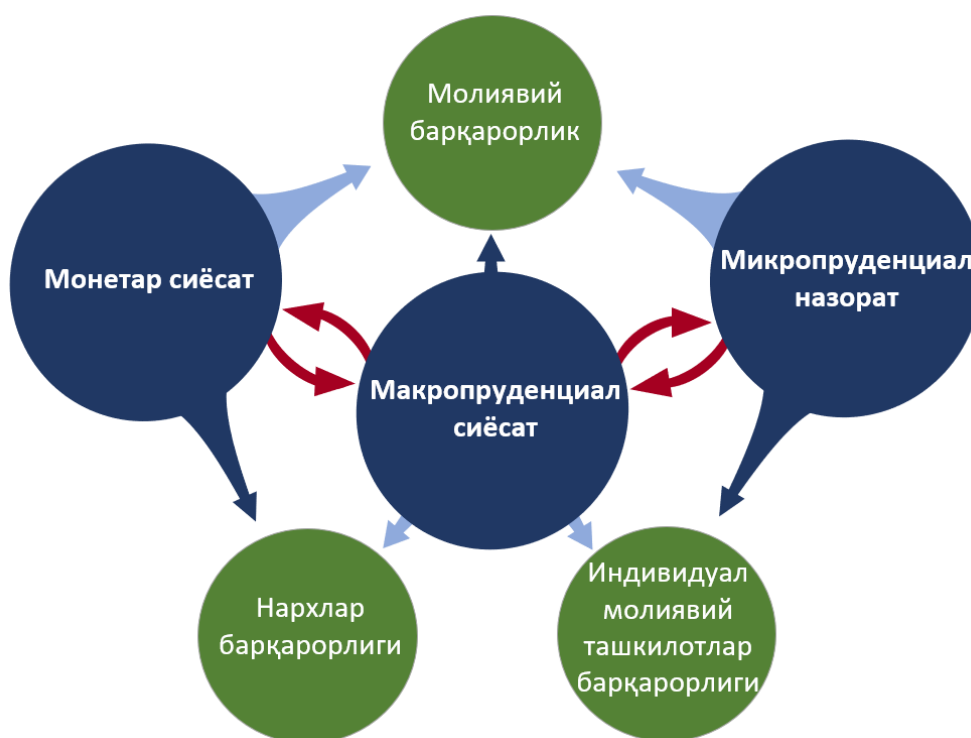 Молиявий
барқарорлик
Монетар сиёсат
Микропруденциал
назорат
Макропруденциал
сиёсат
Нархлар
барқарорлиги
Индивидуал
молиявий
ташкилотлар
барқарорлиги